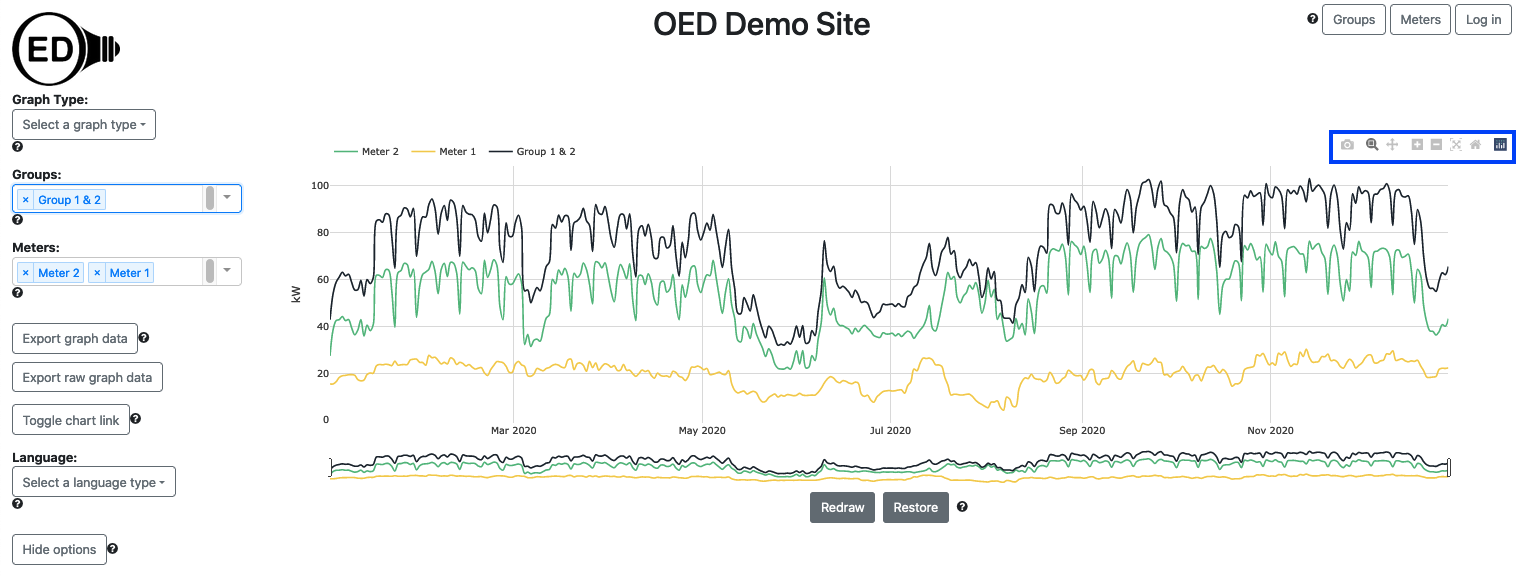 ED
OED Demo Site
? Groups Meters Log in
Graph Type:
Select a graph type
?
Groups:
× Group 1 & 2
?
Meters:
× Meter 2 × Meter 1
?
Export graph data ?
Export raw graph data
Toggle chart link ?
Language:
Select a language type
?
Hide options ?
Meter 2 Meter 1 Group 1 & 2
100
80
60
40
20
0
kW
Mar 2020 May 2020 Jul 2020 Sep 2020 Nov 2020
Redraw Restore ?